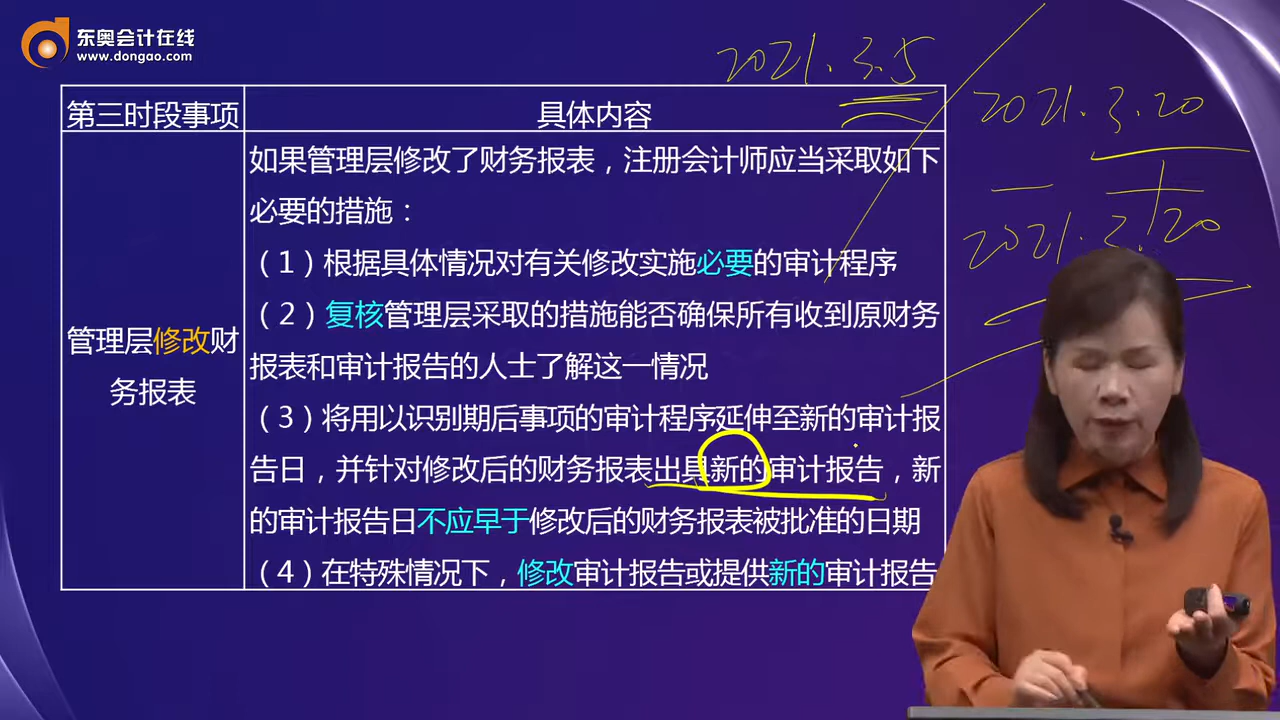 东奥会计在线
www.dongao.com
2021.3.5
2021.3.20
2021.3.20
第三时段事项
具体内容
管理层修改财
务报表
如果管理层修改了财务报表，注册会计师应当采取如下
必要的措施：
（1）根据具体情况对有关修改实施必要的审计程序
（2）复核管理层采取的措施能否确保所有收到原财务
报表和审计报告的人士了解这一情况
（3）将用以识别期后事项的审计程序延伸至新的审计报
告日，并针对修改后的财务报表出具新的审计报告，新
的审计报告日不应早于修改后的财务报表被批准的日期
（4）在特殊情况下，修改审计报告或提供新的审计报告